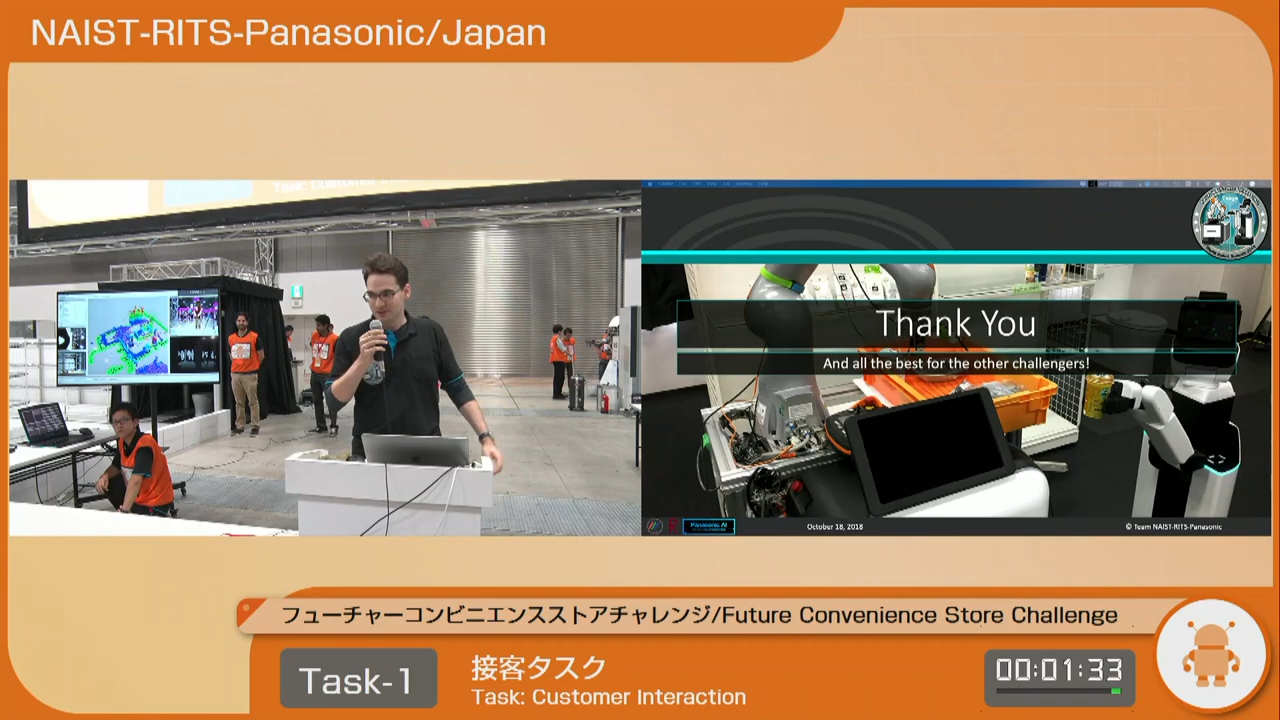 NAIST-RITS-Panasonic/Japan
Thank You
And all the best for the other challengers!
Panasonic AI
October 18, 2018
© Team NAIST-RITS-Panasonic
フューチャーコンビニエンスストアチャレンジ/Future Convenience Store Challenge
Task-1
接客タスク
Task: Customer Interaction
00:01:33